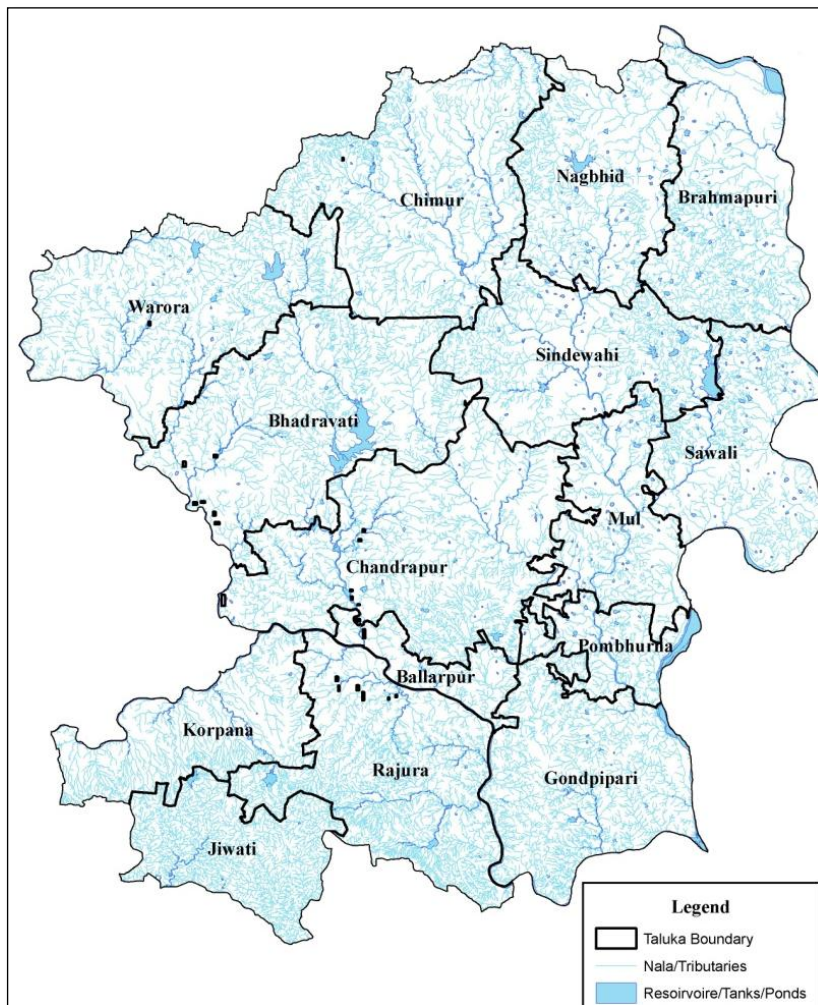 Nagbhid
Chimur
Brahmapuri
Warora
Sindewahi
Bhadravati
Sawali
Mul
Chandrapur
Pombhurna
Ballarpur
Korpana
Rajura
Gondpipari
Jiwati
Legend
Taluka Boundary
Nala/Tributaries
Resoirvoire/Tanks/Ponds